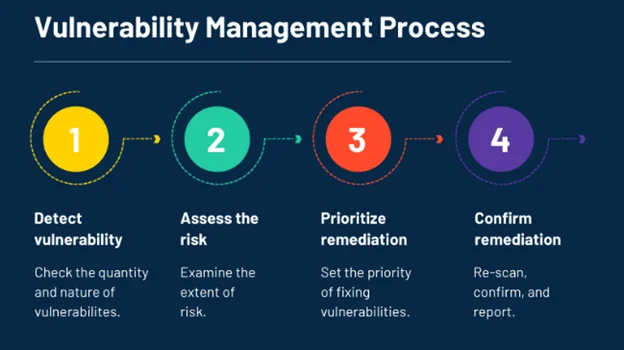 Vulnerability Management Process
1
2
3
4
Detect
vulnerability
Check the quantity
and nature of
vulnerabilites.
Assess the
risk
Examine the
extent of
risk.
Prioritize
remediation
Set the priority
of fixing
vulnerabilities.
Confirm
remediation
Re-scan,
confirm, and
report.